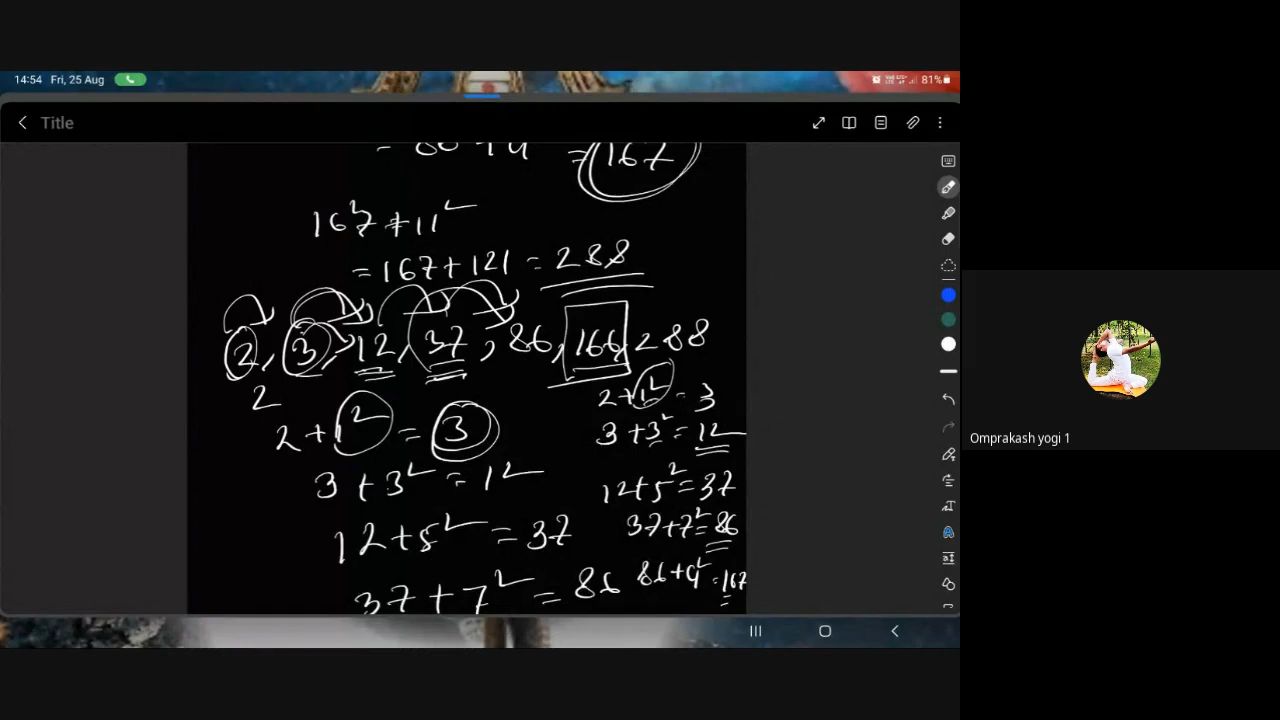 14:54 Fri, 25 Aug
81%
Title
167
167 + 11²
= 167 + 121 = 288
2, 3, 12, 37, 86, 166, 288
2
2 + 1² = 3
3 + 3² = 12
12 + 5² = 37
37 + 7² = 86
2 + 1² = 3
3 + 3² = 12
12 + 5² = 37
37 + 7² = 86
86 + 9² = 167
Omprakash yogi 1